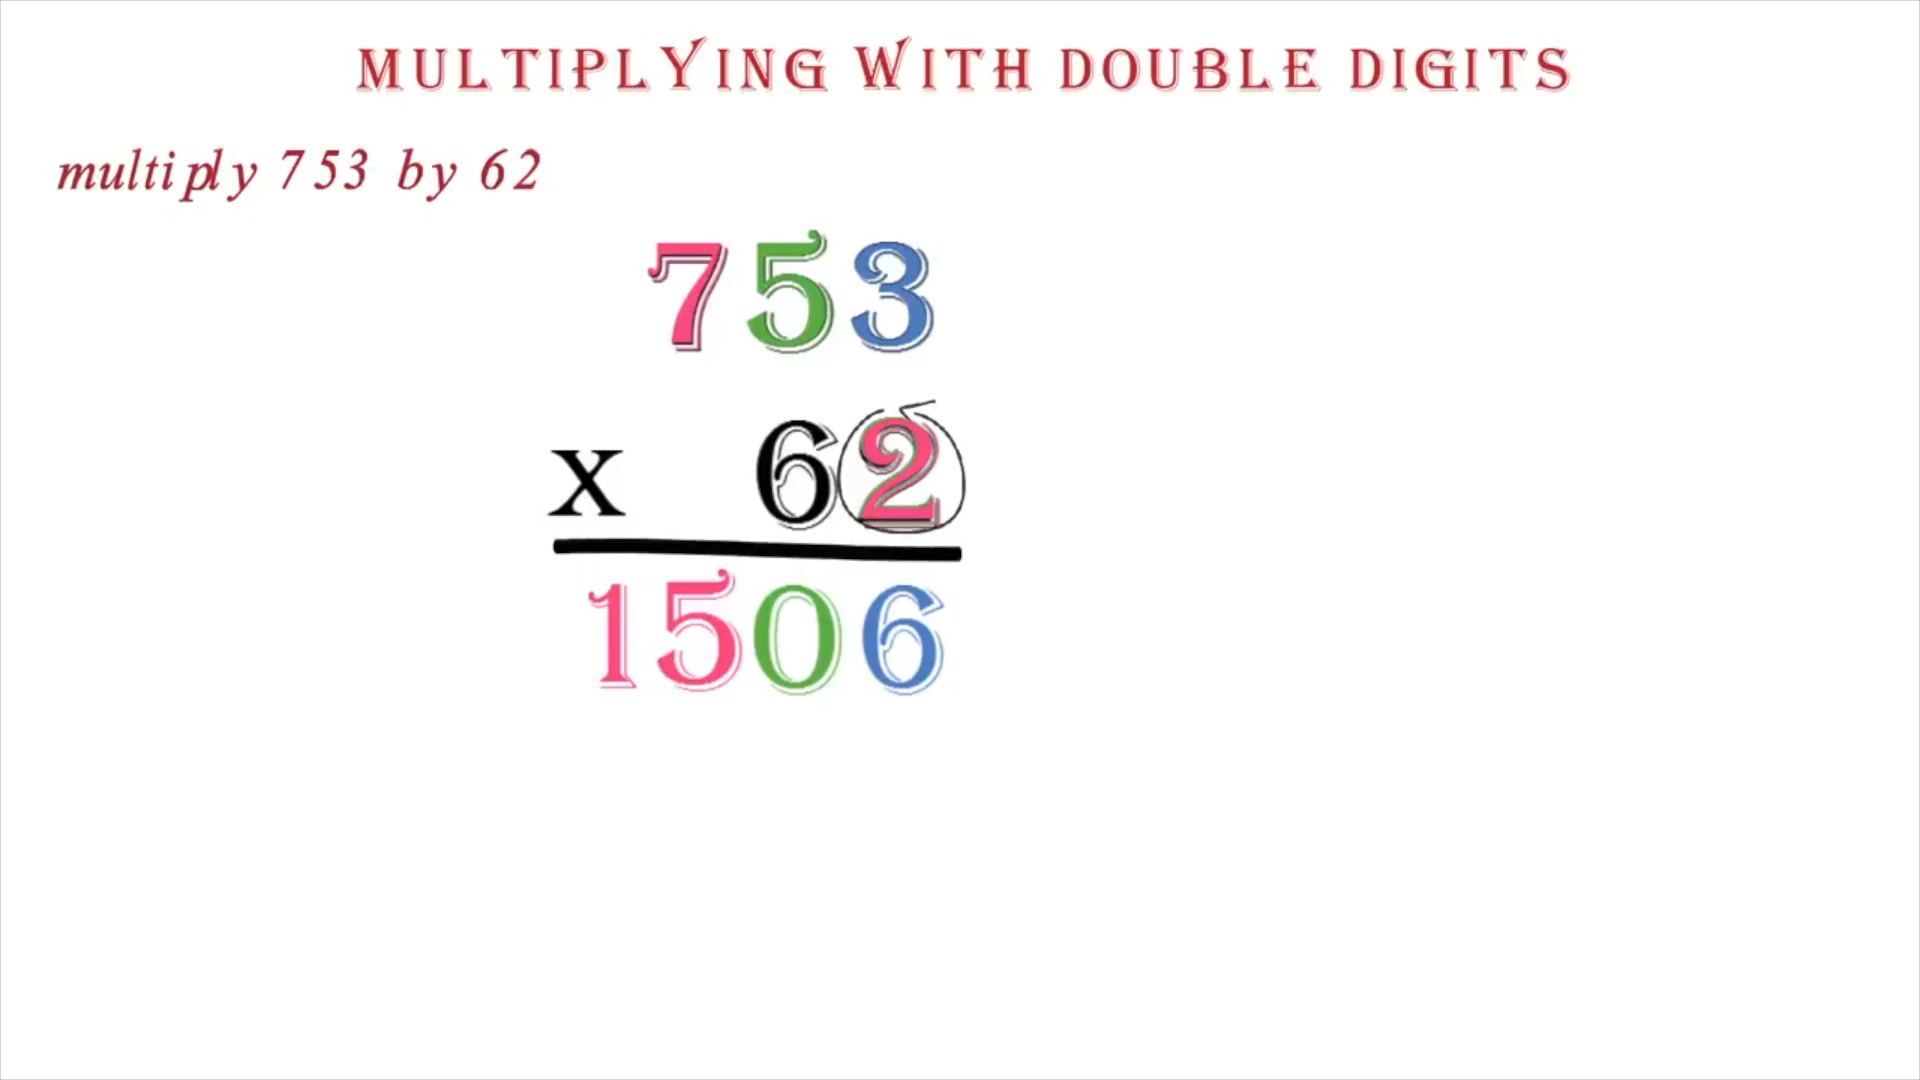 MULTIPLYING WITH DOUBLE DIGITS
multiply 753 by 62
753
x 62
1506